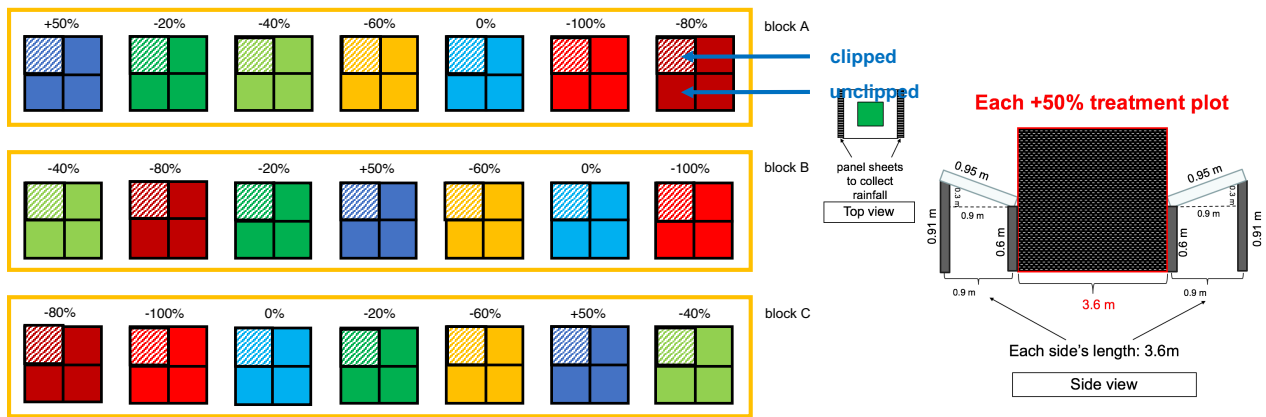 +50% -20% -40% -60% 0% -100% -80%
block A
clipped
unclipped
-40% -80% -20% +50% -60% 0% -100%
block B
-80% -100% 0% -20% -60% +50% -40%
block C
panel sheets
to collect
rainfall
Top view
Each +50% treatment plot
0.95 m
0.95 m
0.3 m
0.3 m
0.9 m
0.9 m
0.91 m
0.6 m
0.6 m
0.91 m
0.9 m
3.6 m
0.9 m
Each side's length: 3.6m
Side view